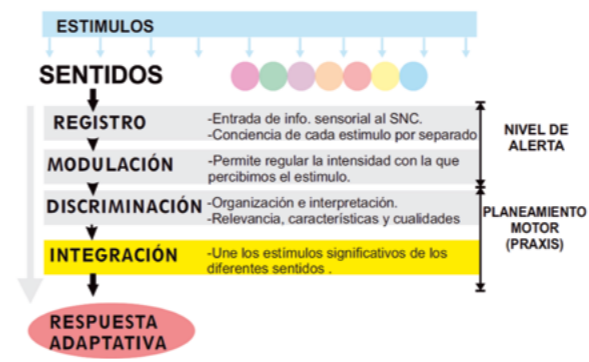 ESTIMULOS
SENTIDOS
REGISTRO
-Entrada de info. sensorial al SNC.
-Conciencia de cada estimulo por separado
MODULACIÓN
-Permite regular la intensidad con la que
percibimos el estimulo.
DISCRIMINACIÓN
-Organización e interpretación.
-Relevancia, características y cualidades
INTEGRACIÓN
-Une los estímulos significativos de los
diferentes sentidos .
RESPUESTA
ADAPTATIVA
NIVEL DE
ALERTA
PLANEAMIENTO
MOTOR
(PRAXIS)